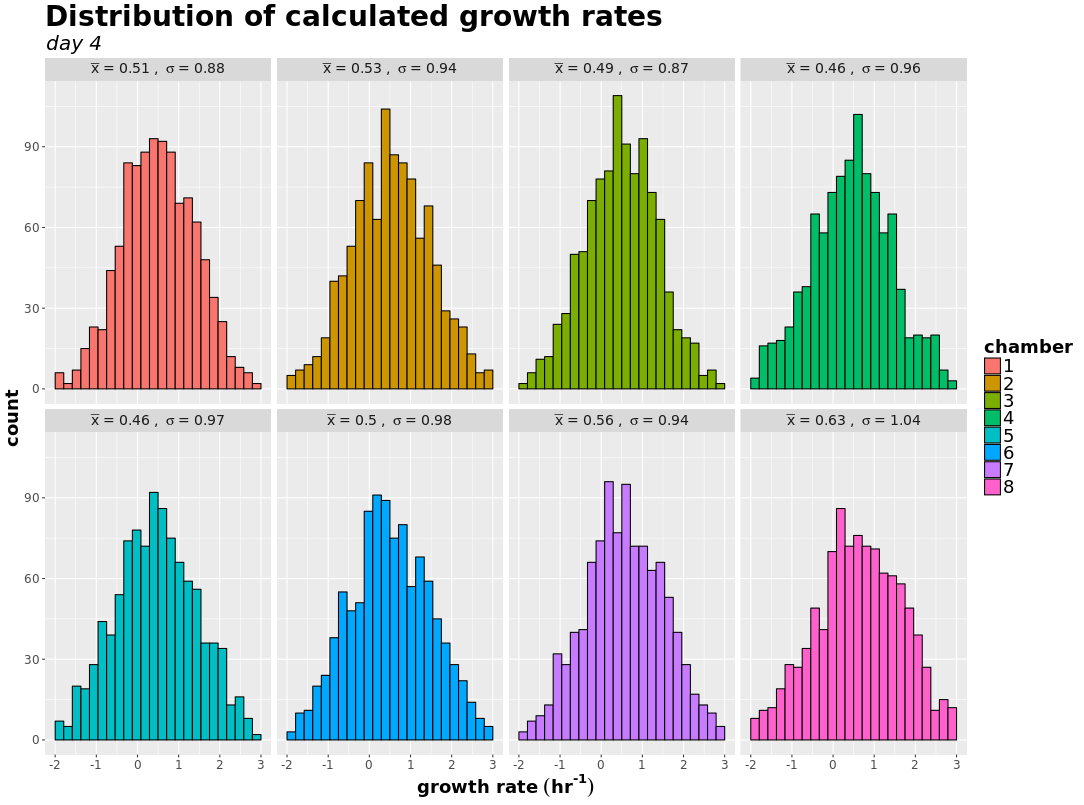 Distribution of calculated growth rates
day 4
x̅ = 0.51 , σ = 0.88
x̅ = 0.53 , σ = 0.94
x̅ = 0.49 , σ = 0.87
x̅ = 0.46 , σ = 0.96
90
60
30
0
x̅ = 0.46 , σ = 0.97
x̅ = 0.5 , σ = 0.98
x̅ = 0.56 , σ = 0.94
x̅ = 0.63 , σ = 1.04
90
60
30
0
-2 -1 0 1 2 3
-2 -1 0 1 2 3
-2 -1 0 1 2 3
-2 -1 0 1 2 3
growth rate (hr⁻¹)
count
chamber
1
2
3
4
5
6
7
8